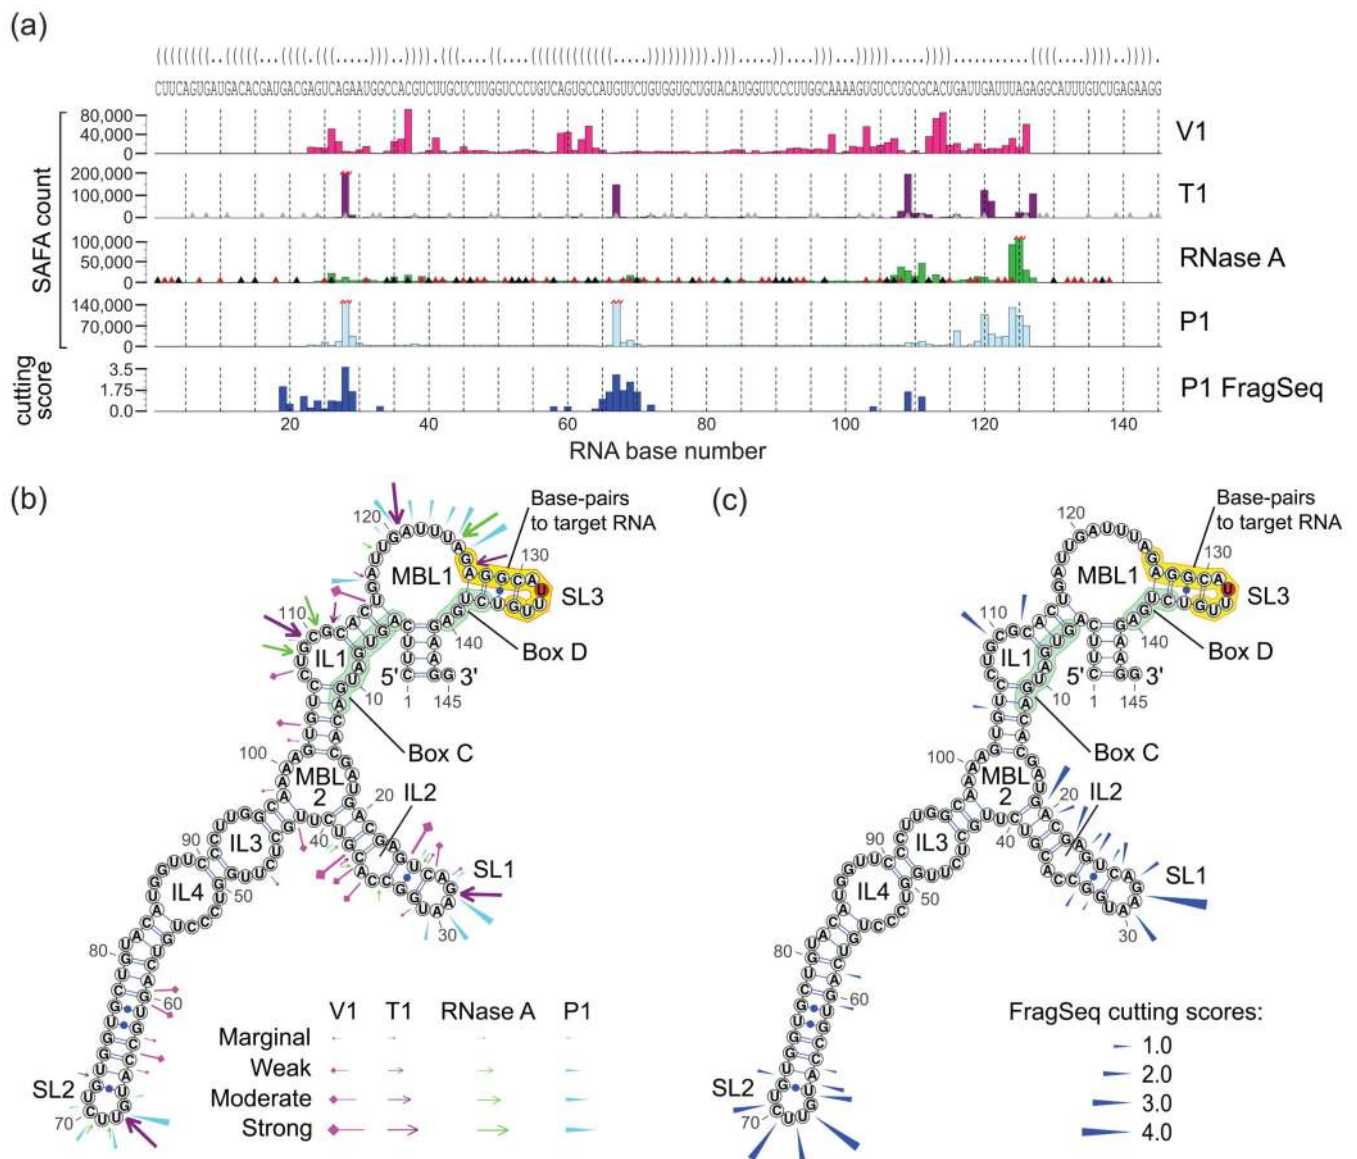 (a)
CUUCAGUGAUGACACGAUGACGAGUCAGAAUGGCCACGUCUUGCUCUUGGUCCCUGUCAGUGCCAUGUUCUGUGGUGCUGUACAUGGUUCCCUUGGCAAAAGUGUCCUGCGCACUGAUUGAUUUAGAGGCAUUUGUCUGAGAAGG
SAFA count
80,000
40,000
0
V1
200,000
100,000
0
T1
100,000
50,000
0
RNase A
140,000
70,000
0
P1
cutting score
3.5
1.75
0.0
P1 FragSeq
20 40 60 80 100 120 140
RNA base number
(b)
Base-pairs
to target RNA
120
130
MBL1
SL3
110
IL1
140
Box D
5'
3'
1
145
10
Box C
100
MBL
2
IL2
20
IL3
40
90
SL1
IL4
50
30
80
60
SL2
70
V1 T1 RNase A P1
Marginal
Weak
Moderate
Strong
(c)
Base-pairs
to target RNA
120
130
MBL1
SL3
110
IL1
140
Box D
5'
3'
1
145
10
Box C
100
MBL
2
IL2
20
IL3
40
90
SL1
IL4
50
30
80
60
SL2
70
FragSeq cutting scores:
1.0
2.0
3.0
4.0